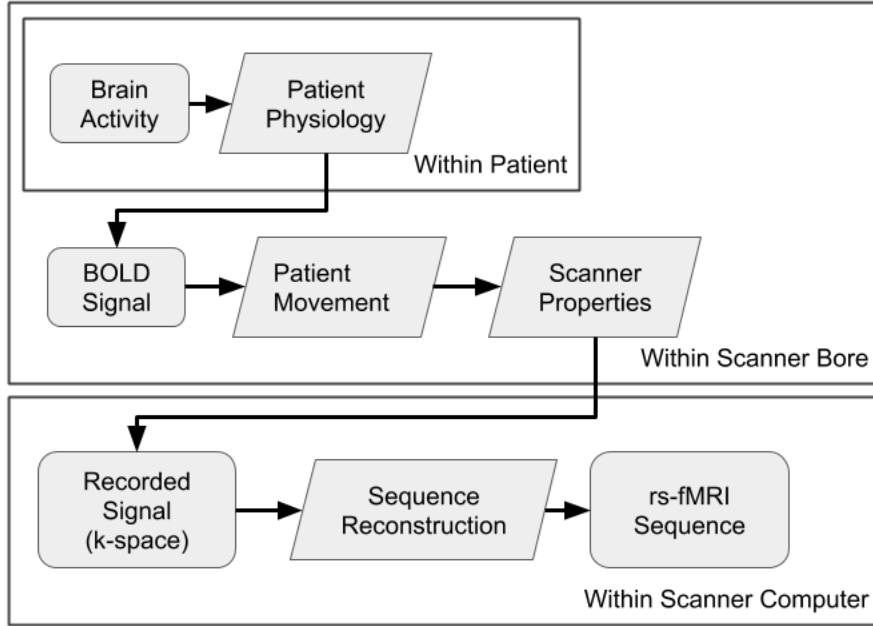 Brain
Activity
Patient
Physiology
Within Patient
BOLD
Signal
Patient
Movement
Scanner
Properties
Within Scanner Bore
Recorded
Signal
(k-space)
Sequence
Reconstruction
rs-fMRI
Sequence
Within Scanner Computer